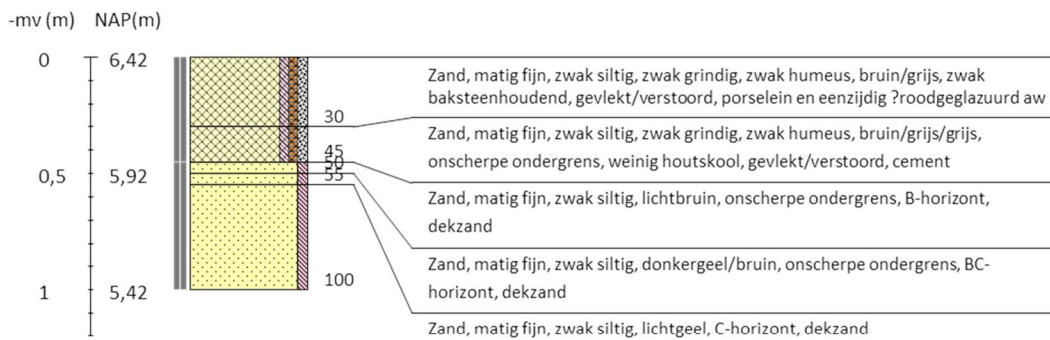 -mv (m) NAP(m)
0 6,42
Zand, matig fijn, zwak siltig, zwak grindig, zwak humeus, bruin/grijs, zwak
baksteenhoudend, gevlekt/verstoord, porselein en eenzijdig ?roodgeglazuurd aw
30
Zand, matig fijn, zwak siltig, zwak grindig, zwak humeus, bruin/grijs/grijs,
onscherpe ondergrens, weinig houtskool, gevlekt/verstoord, cement
45
50
0,5 5,92
55
Zand, matig fijn, zwak siltig, lichtbruin, onscherpe ondergrens, B-horizont,
dekzand
Zand, matig fijn, zwak siltig, donkergeel/bruin, onscherpe ondergrens, BC-
horizont, dekzand
100
1 5,42
Zand, matig fijn, zwak siltig, lichtgeel, C-horizont, dekzand